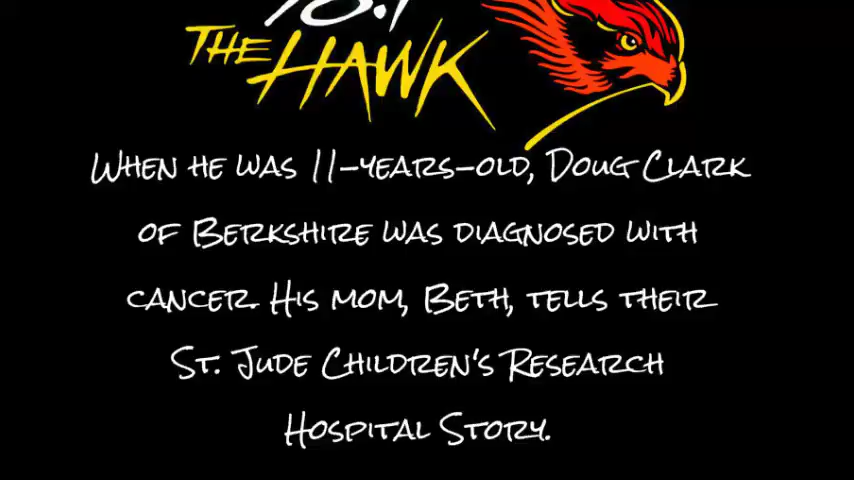 THE HAWK
WHEN HE WAS 11-YEARS-OLD, DOUG CLARK
OF BERKSHIRE WAS DIAGNOSED WITH
CANCER. HIS MOM, BETH, TELLS THEIR
ST. JUDE CHILDREN'S RESEARCH
HOSPITAL STORY.